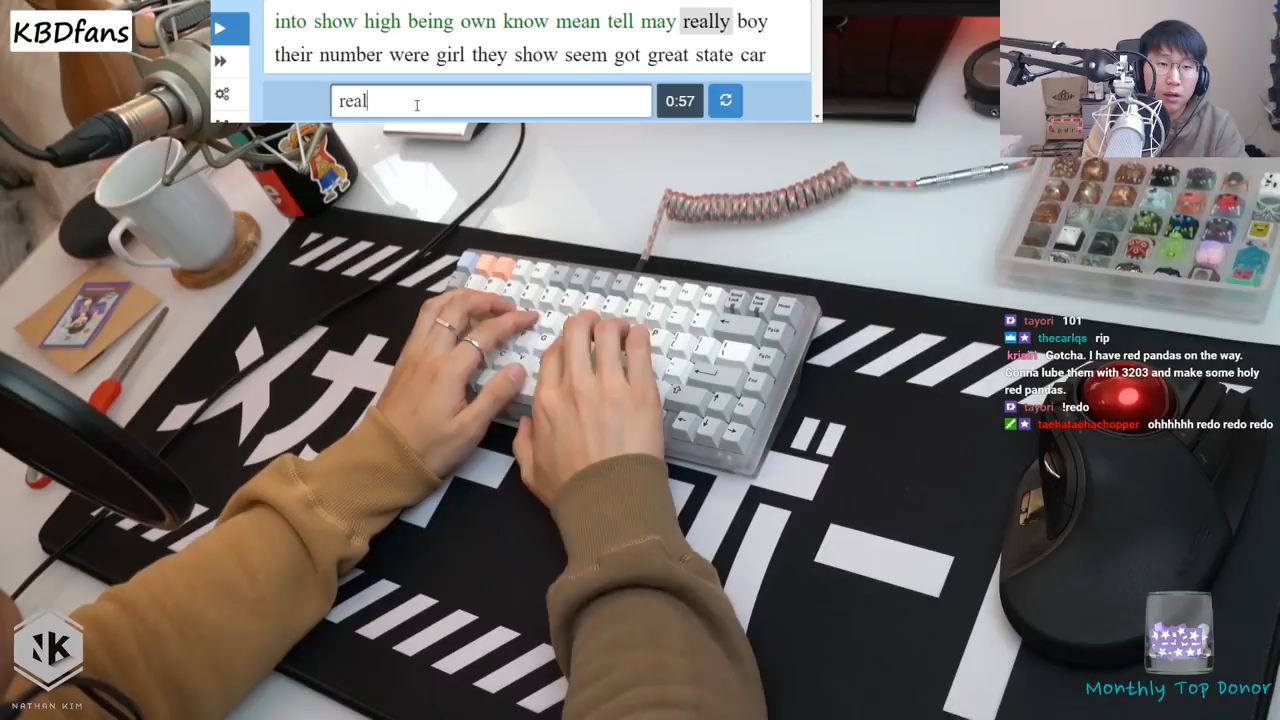 KBDfans
into show high being own know mean tell may really boy
their number were girl they show seem got great state car
real
0:57
tayori 101
thecarlqs rip
Gotcha. I have red pandas on the way.
Gonna lube them with 3203 and make some holy
red pandas.
tayori !redo
taehataehachopper ohhhhhh redo redo redo
NK
NATHAN KIM
Monthly Top Donor